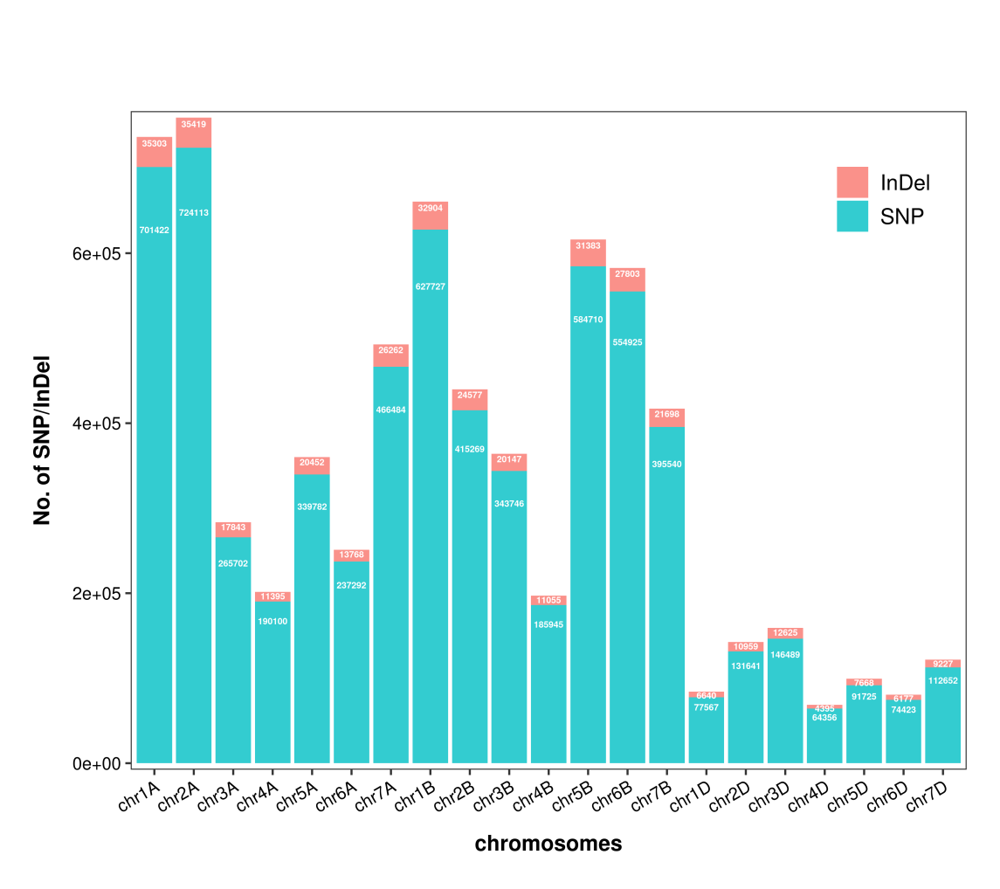 InDel
SNP
No. of SNP/InDel
6e+05
4e+05
2e+05
0e+00
35303
701422
35419
724113
17843
265702
11395
190100
20452
339782
13768
237292
26262
466484
32904
627727
24577
415269
20147
343746
11055
185945
31383
584710
27803
554925
21698
395540
6640
77567
10959
131641
12625
146489
4395
64356
7668
91725
6177
74423
9227
112652
chr1A
chr2A
chr3A
chr4A
chr5A
chr6A
chr7A
chr1B
chr2B
chr3B
chr4B
chr5B
chr6B
chr7B
chr1D
chr2D
chr3D
chr4D
chr5D
chr6D
chr7D
chromosomes